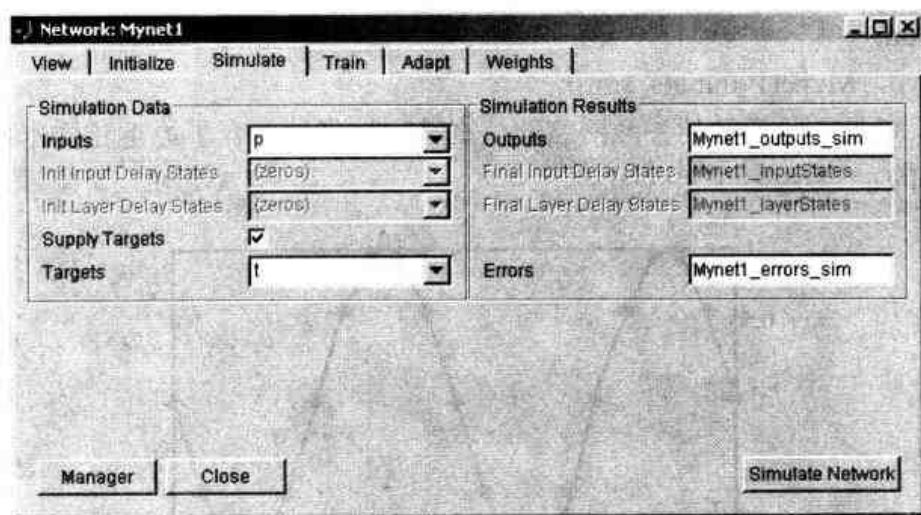 Network: Mynet1
View Initialize Simulate Train Adapt Weights
Simulation Data
Inputs p
Init Input Delay States (zeros)
Init Layer Delay States (zeros)
Supply Targets
Targets t
Simulation Results
Outputs Mynet1_outputs_sim
Final Input Delay States Mynet1_inputStates
Final Layer Delay States Mynet1_layerStates
Errors Mynet1_errors_sim
Manager Close Simulate Network